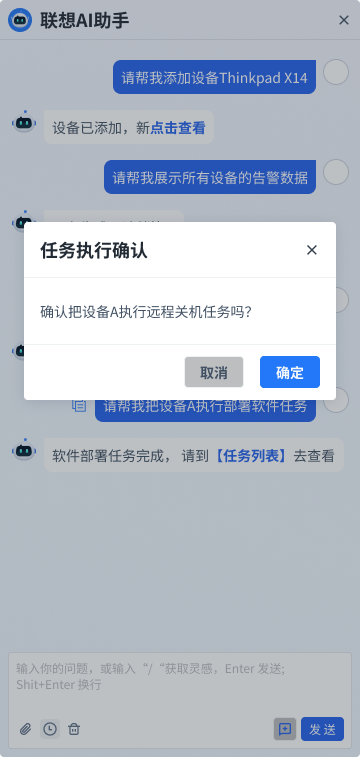 联想AI助手
请帮我添加设备Thinkpad X14
设备已添加，新点击查看
请帮我展示所有设备的告警数据
任务执行确认
确认把设备A执行远程关机任务吗？
取消 确定
请帮我把设备A执行部署软件任务
软件部署任务完成， 请到【任务列表】去查看
输入你的问题，或输入“/“获取灵感，Enter 发送;
Shit+Enter 换行
发 送